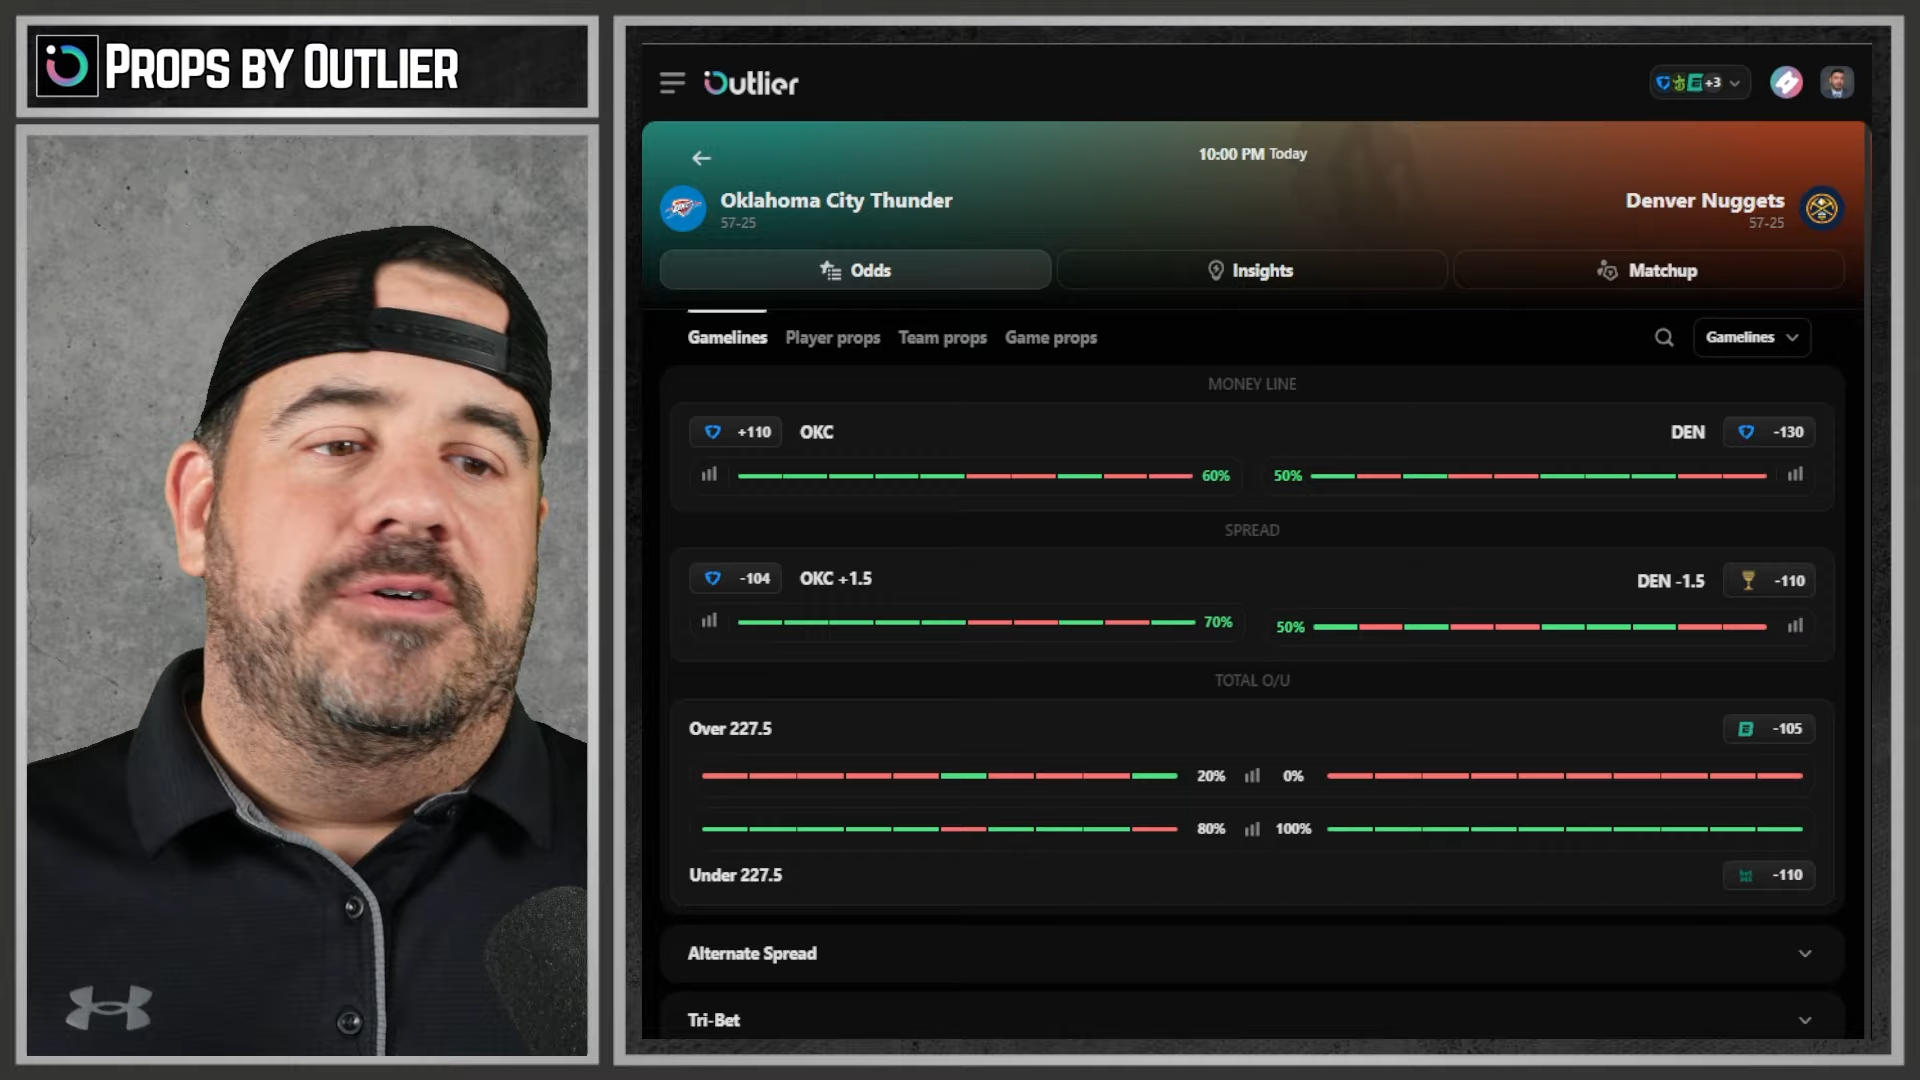 PROPS BY OUTLIER
Outlier
+3
10:00 PM Today
Oklahoma City Thunder
57-25
Denver Nuggets
57-25
Odds
Insights
Matchup
Gamelines
Player props
Team props
Game props
Gamelines
MONEY LINE
+110 OKC
DEN -130
60%
50%
SPREAD
-104 OKC +1.5
DEN -1.5 -110
70%
50%
TOTAL O/U
Over 227.5
-105
20%
0%
80%
100%
Under 227.5
-110
Alternate Spread
Tri-Bet